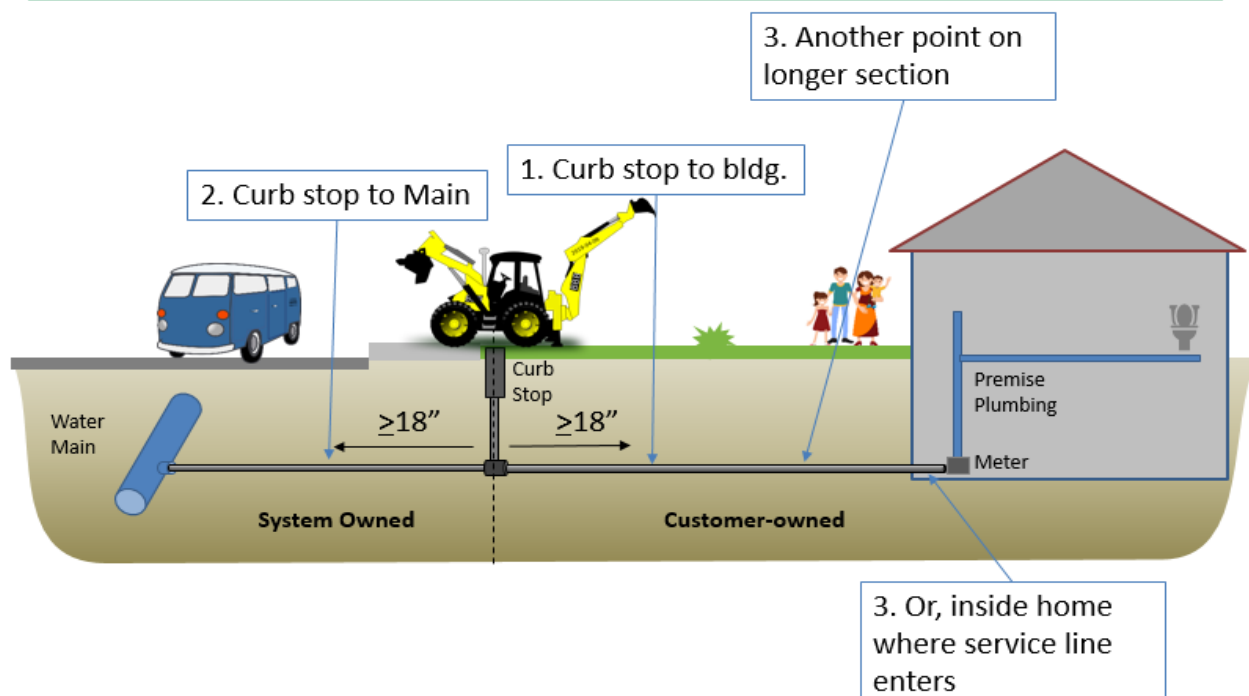 3. Another point on
longer section
1. Curb stop to bldg.
2. Curb stop to Main
Curb
Stop
Water
Main
≥18”
≥18”
Premise
Plumbing
Meter
System Owned
Customer-owned
3. Or, inside home
where service line
enters